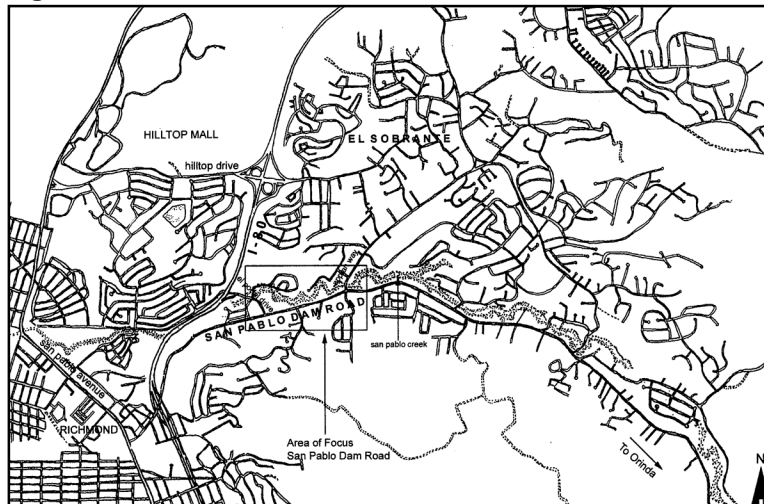 HILLTOP MALL
EL SOBRANTE
hilltop drive
I-80
SAN PABLO DAM ROAD
san pablo creek
san pablo avenue
RICHMOND
Area of Focus
San Pablo Dam Road
To Orinda
N